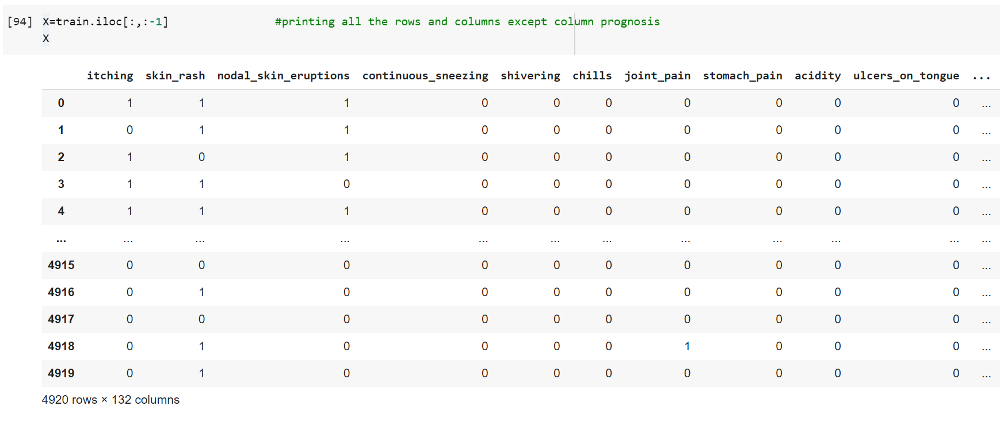 [94] X=train.iloc[:,:-1] #printing all the rows and columns except column prognosis
X
itching skin_rash nodal_skin_eruptions continuous_sneezing shivering chills joint_pain stomach_pain acidity ulcers_on_tongue ...
0 1 1 1 0 0 0 0 0 0 0 ...
1 0 1 1 0 0 0 0 0 0 0 ...
2 1 0 1 0 0 0 0 0 0 0 ...
3 1 1 0 0 0 0 0 0 0 0 ...
4 1 1 1 0 0 0 0 0 0 0 ...
... ... ... ... ... ... ... ... ... ... ... ...
4915 0 0 0 0 0 0 0 0 0 0 ...
4916 0 1 0 0 0 0 0 0 0 0 ...
4917 0 0 0 0 0 0 0 0 0 0 ...
4918 0 1 0 0 0 0 1 0 0 0 ...
4919 0 1 0 0 0 0 0 0 0 0 ...
4920 rows × 132 columns